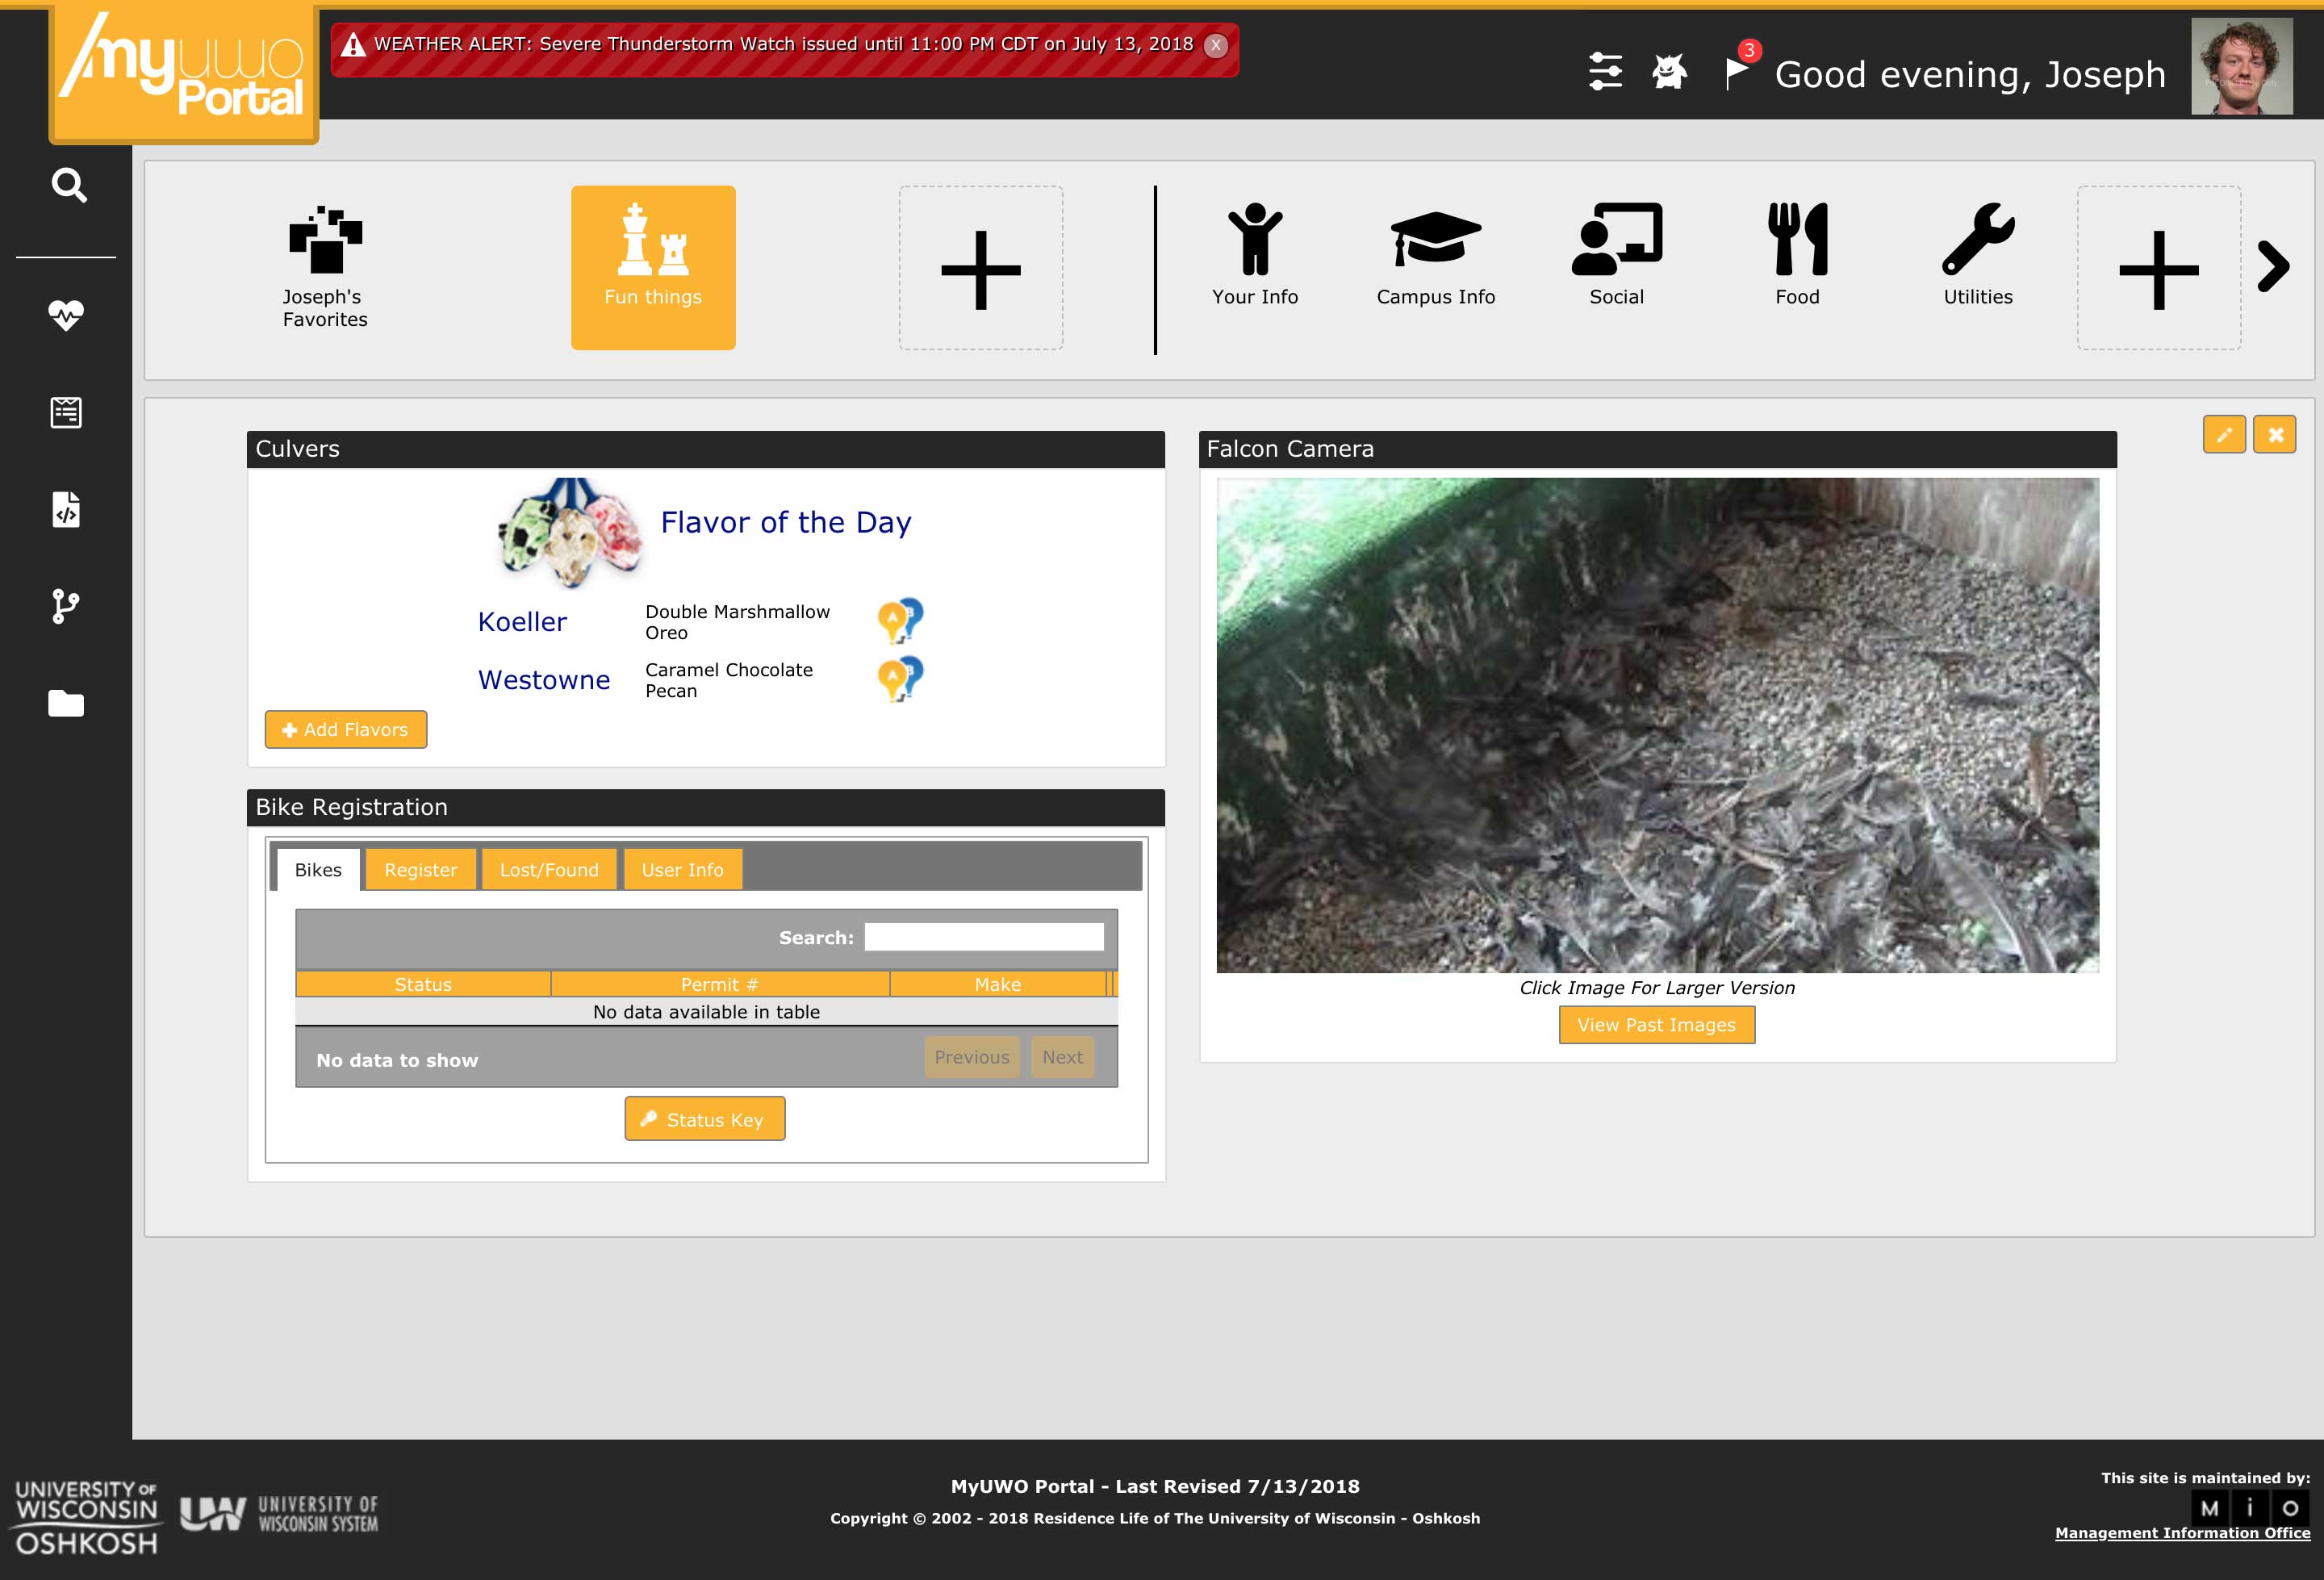 my uwo
Portal
WEATHER ALERT: Severe Thunderstorm Watch issued until 11:00 PM CDT on July 13, 2018 X
3
Good evening, Joseph
Joseph's
Favorites
Fun things
Your Info
Campus Info
Social
Food
Utilities
Culvers
Flavor of the Day
Koeller
Double Marshmallow
Oreo
A B
Westowne
Caramel Chocolate
Pecan
A B
Add Flavors
Bike Registration
Bikes Register Lost/Found User Info
Search:
Status Permit # Make
No data available in table
No data to show Previous Next
Status Key
Falcon Camera
Click Image For Larger Version
View Past Images
UNIVERSITY OF
WISCONSIN
OSHKOSH
UW
UNIVERSITY OF
WISCONSIN SYSTEM
MyUWO Portal - Last Revised 7/13/2018
Copyright © 2002 - 2018 Residence Life of The University of Wisconsin - Oshkosh
This site is maintained by:
M i O
Management Information Office